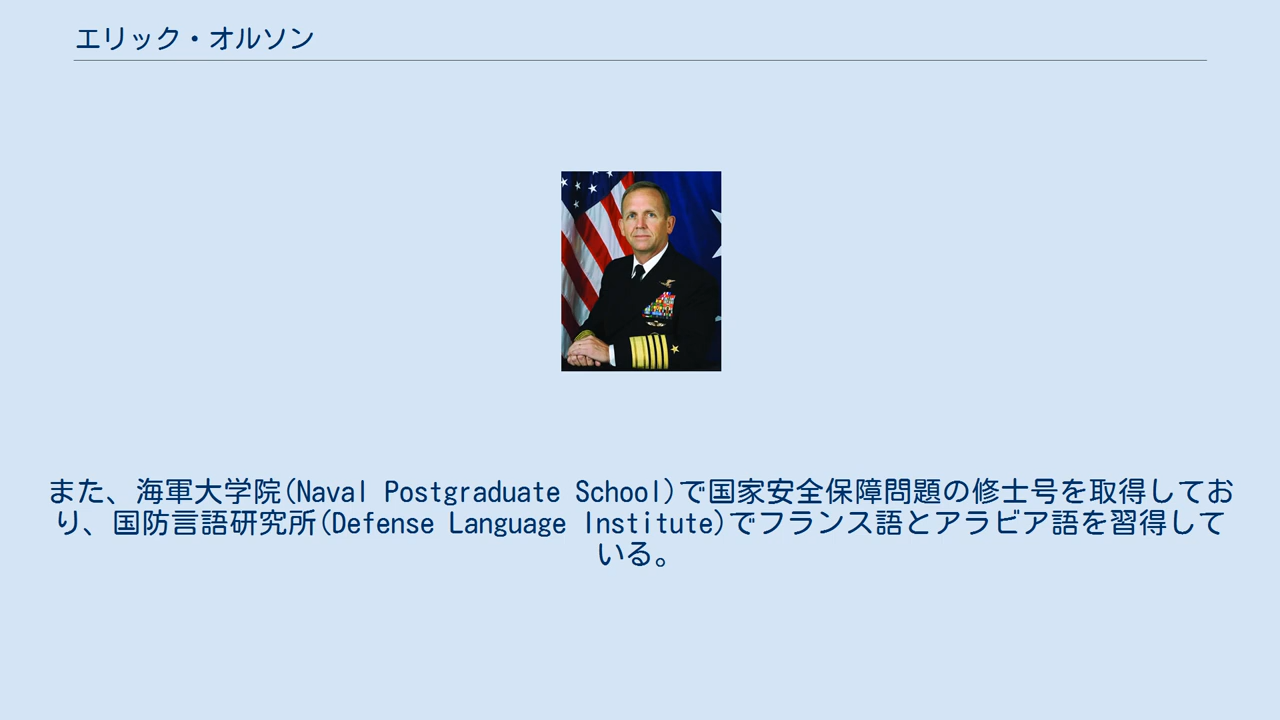 エリック・オルソン
また、海軍大学院(Naval Postgraduate School)で国家安全保障問題の修士号を取得してお
り、国防言語研究所(Defense Language Institute)でフランス語とアラビア語を習得して
いる。